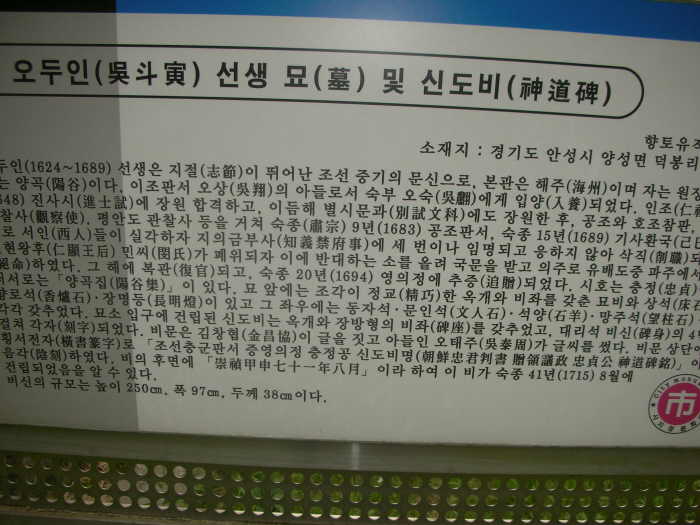 오두인(吳斗寅) 선생 묘(墓) 및 신도비(神道碑)
향토유적
소재지 : 경기도 안성시 양성면 덕봉리
두인(1624~1689) 선생은 지절(志節)이 뛰어난 조선 중기의 문신으로, 본관은 해주(海州)이며 자는 원징
는 양곡(陽谷)이다. 이조판서 오상(吳翔)의 아들로서 숙부 오숙(吳䎘)에게 입양(入養)되었다. 인조(仁
648) 진사시(進士試)에 장원 합격하고, 이듬해 별시문과(別試文科)에도 장원한 후, 공조와 호조참판,
찰사(觀察使), 평안도 관찰사 등을 거쳐 숙종(肅宗) 9년(1683) 공조판서, 숙종 15년(1689) 기사환국(己巳
로 서인(西人)들이 실각하자 지의금부사(知義禁府事)에 세 번이나 임명되고 응하지 않아 삭직(削職)되
현왕후(仁顯王后) 민씨(閔氏)가 폐위되자 이에 반대하는 소를 올려 국문을 받고 의주로 유배도중 파주에서
하였다. 그 해에 복관(復官)되고, 숙종 20년(1694) 영의정에 추증(追贈)되었다. 시호는 충정(忠貞)
저서로는「양곡집(陽谷集)」이 있다. 묘 앞에는 조각이 정교(精巧)한 옥개와 비좌를 갖춘 묘비와 상석(床
향로석(香爐石)·장명등(長明燈)이 있고 그 좌우에는 동자석·문인석(文人石)·석양(石羊)·망주석(望柱石)
각각 갖추었다. 묘소 입구에 건립된 신도비는 옥개와 장방형의 비좌(碑座)를 갖추었고, 대리석 비신(碑身)의 4
걸쳐 각자(刻字)되었다. 비문은 김창협(金昌協)이 글을 짓고 아들인 오태주(吳泰周)가 글씨를 썼다. 비문 상단
횡서전자(橫書篆字)로「조선충군판서 증영의정 충정공 신도비명(朝鮮忠君判書 贈領議政 忠貞公 神道碑銘)」
음각(陰刻)하였다. 비의 후면에「崇禎甲申七十一年八月」이라 하여 이 비가 숙종 41년(1715) 8월에
건립되었음을 알 수 있다.
비신의 규모는 높이 250㎝, 폭 97㎝, 두께 38㎝이다.
市